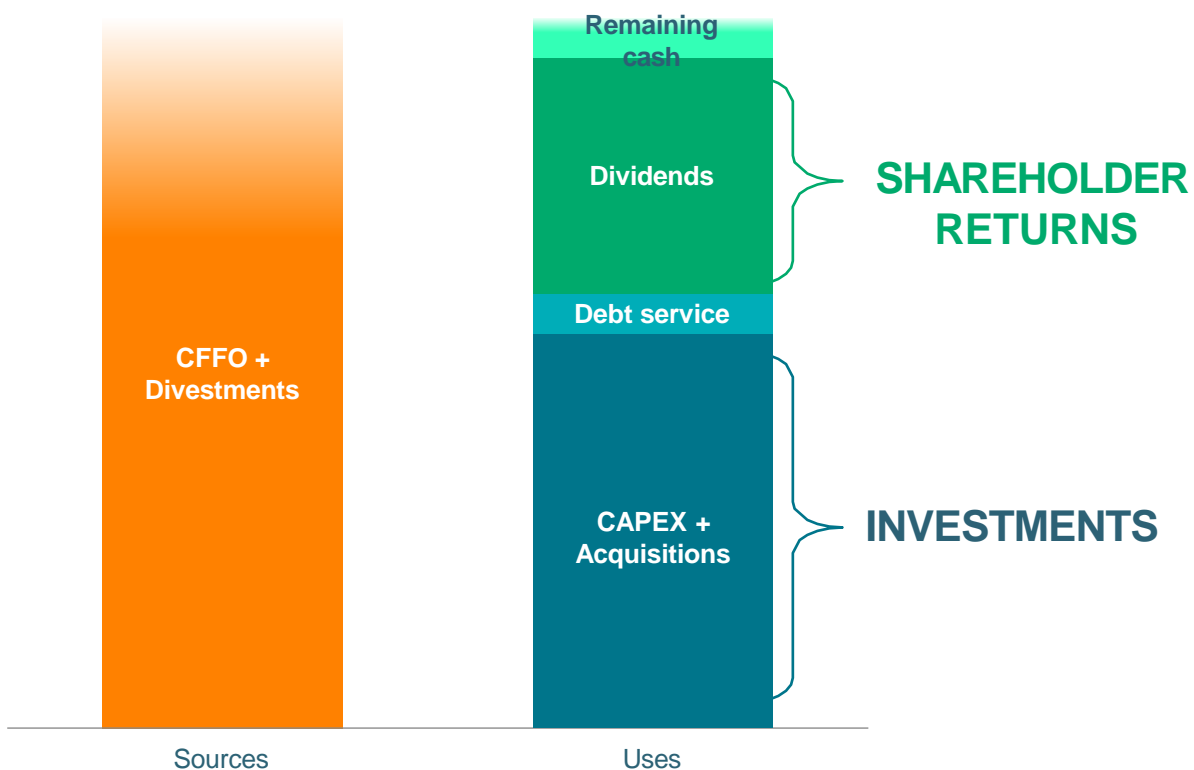 Remaining
cash
Dividends
SHAREHOLDER
RETURNS
Debt service
CFFO +
Divestments
CAPEX +
Acquisitions
INVESTMENTS
Sources
Uses